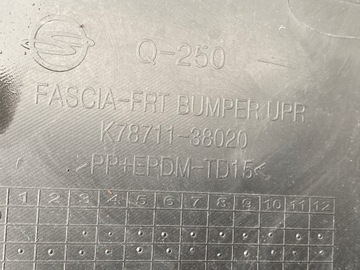 Q-250
FASCIA-FRT BUMPER UPR
K78711-38020
>PP+EPDM-TD15<
1 2 3 4 5 6 7 8 9 10 11 12